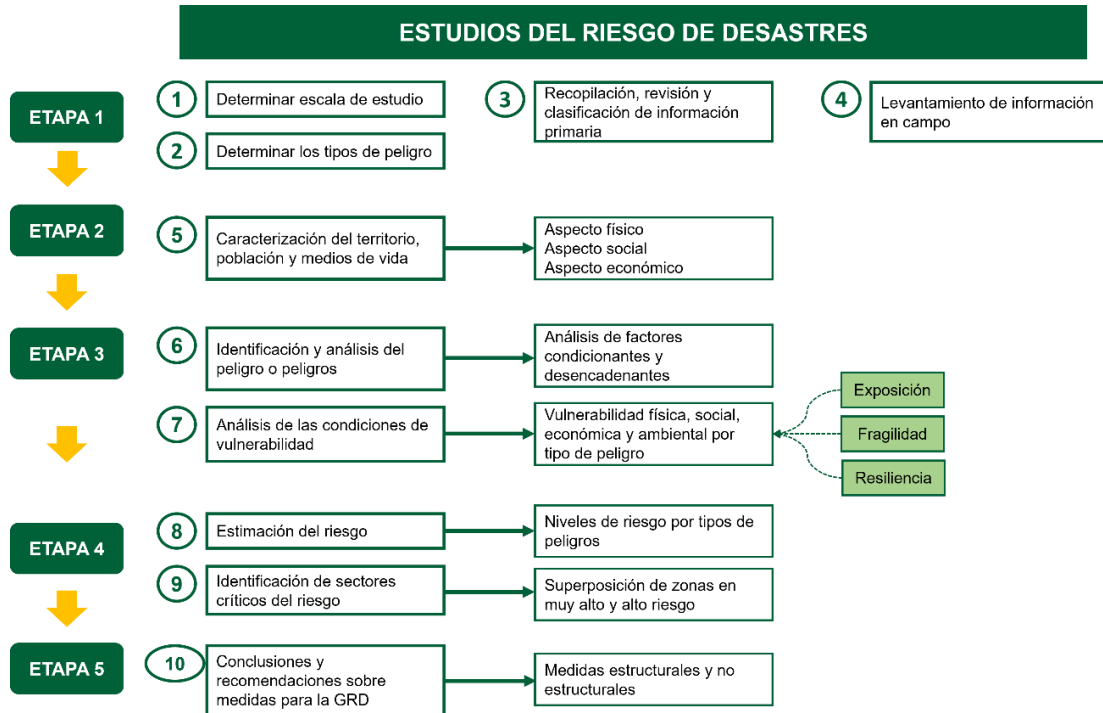 ESTUDIOS DEL RIESGO DE DESASTRES
ETAPA 1
1
Determinar escala de estudio
2
Determinar los tipos de peligro
3
Recopilación, revisión y
clasificación de información
primaria
4
Levantamiento de información
en campo
ETAPA 2
5
Caracterización del territorio,
población y medios de vida
Aspecto físico
Aspecto social
Aspecto económico
ETAPA 3
6
Identificación y análisis del
peligro o peligros
Análisis de factores
condicionantes y
desencadenantes
7
Análisis de las condiciones de
vulnerabilidad
Vulnerabilidad física, social,
económica y ambiental por
tipo de peligro
Exposición
Fragilidad
Resiliencia
ETAPA 4
8
Estimación del riesgo
Niveles de riesgo por tipos de
peligros
9
Identificación de sectores
críticos del riesgo
Superposición de zonas en
muy alto y alto riesgo
ETAPA 5
10
Conclusiones y
recomendaciones sobre
medidas para la GRD
Medidas estructurales y no
estructurales